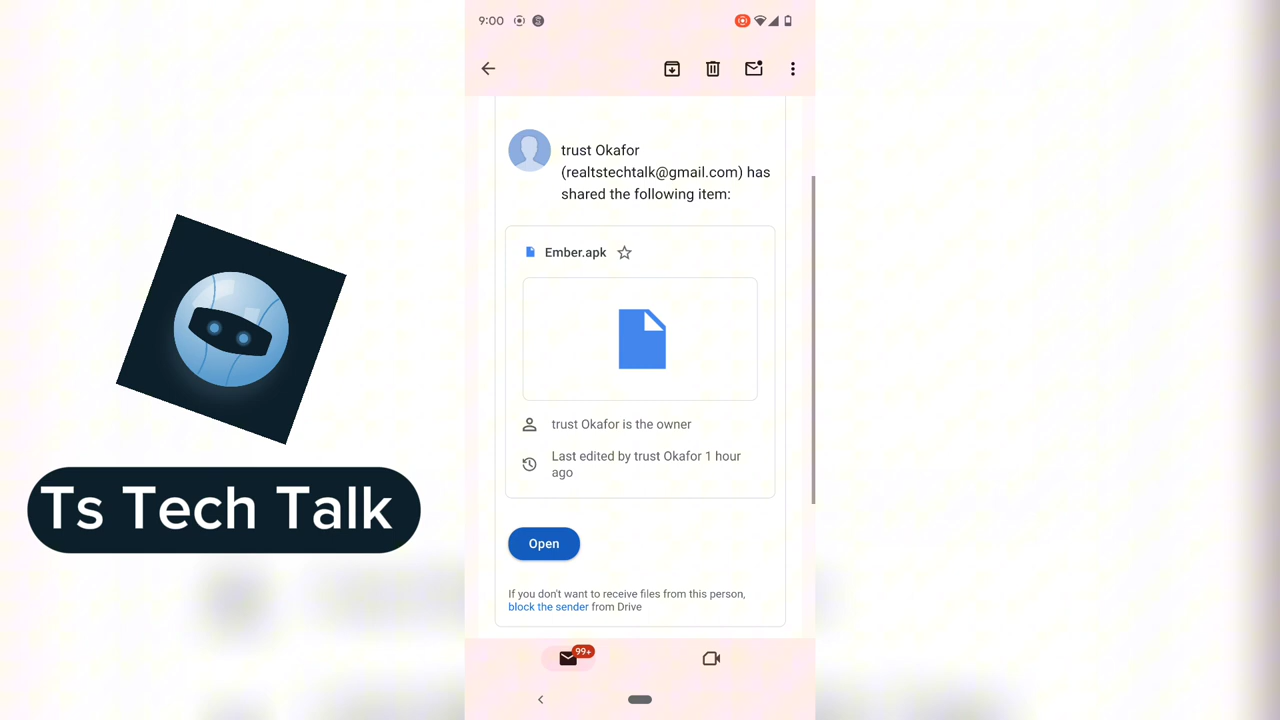 9:00
trust Okafor
(realtstechtalk@gmail.com) has
shared the following item:
Ember.apk
trust Okafor is the owner
Last edited by trust Okafor 1 hour
ago
Ts Tech Talk
Open
If you don't want to receive files from this person,
block the sender from Drive
99+